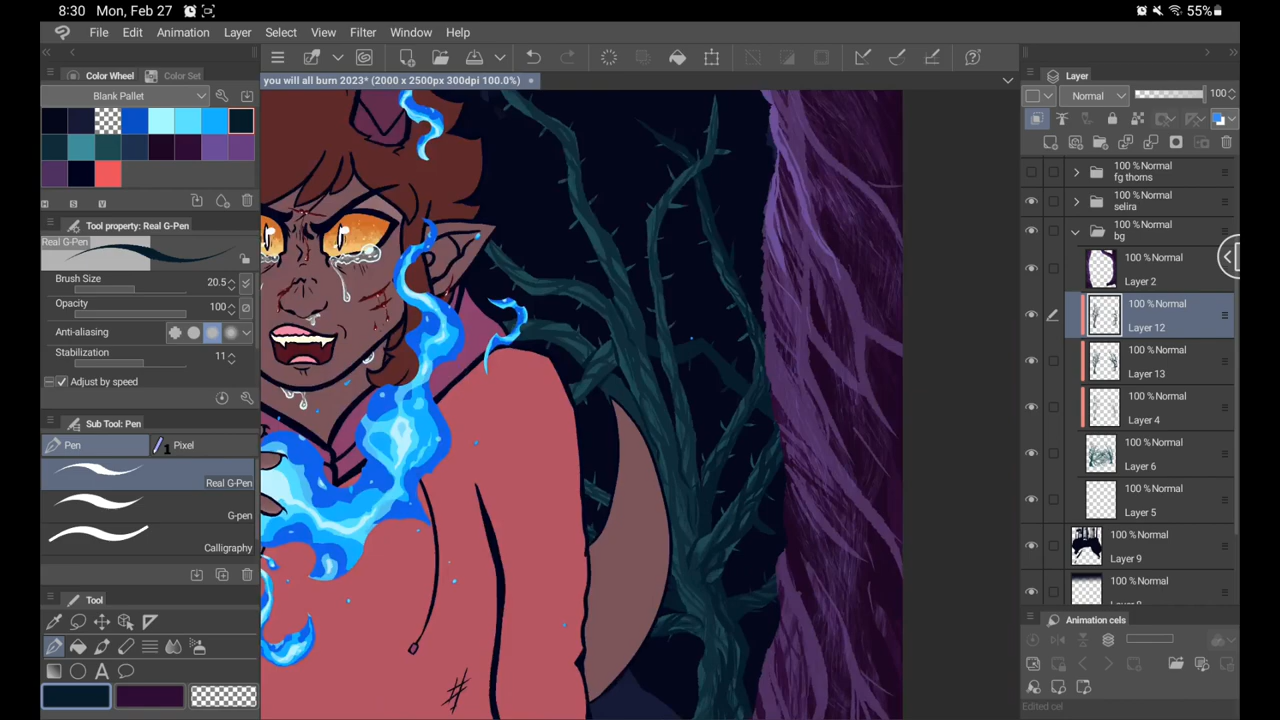 8:30 Mon, Feb 27
55%
File Edit Animation Layer Select View Filter Window Help
Color Wheel Color Set
Blank Pallet
you will all burn 2023* (2000 x 2500px 300dpi 100.0%)
H S V
Tool property: Real G-Pen
Real G-Pen
Brush Size 20.5
Opacity 100
Anti-aliasing
Stabilization 11
Adjust by speed
Sub Tool: Pen
Pen Pixel
Real G-Pen
G-pen
Calligraphy
Tool
Layer
Normal 100
100 %Normal
fg thorns
100 %Normal
selira
100 %Normal
bg
100 %Normal
Layer 2
100 %Normal
Layer 12
100 %Normal
Layer 13
100 %Normal
Layer 4
100 %Normal
Layer 6
100 %Normal
Layer 5
100 %Normal
Layer 9
100 %Normal
Animation cels
Edited cel